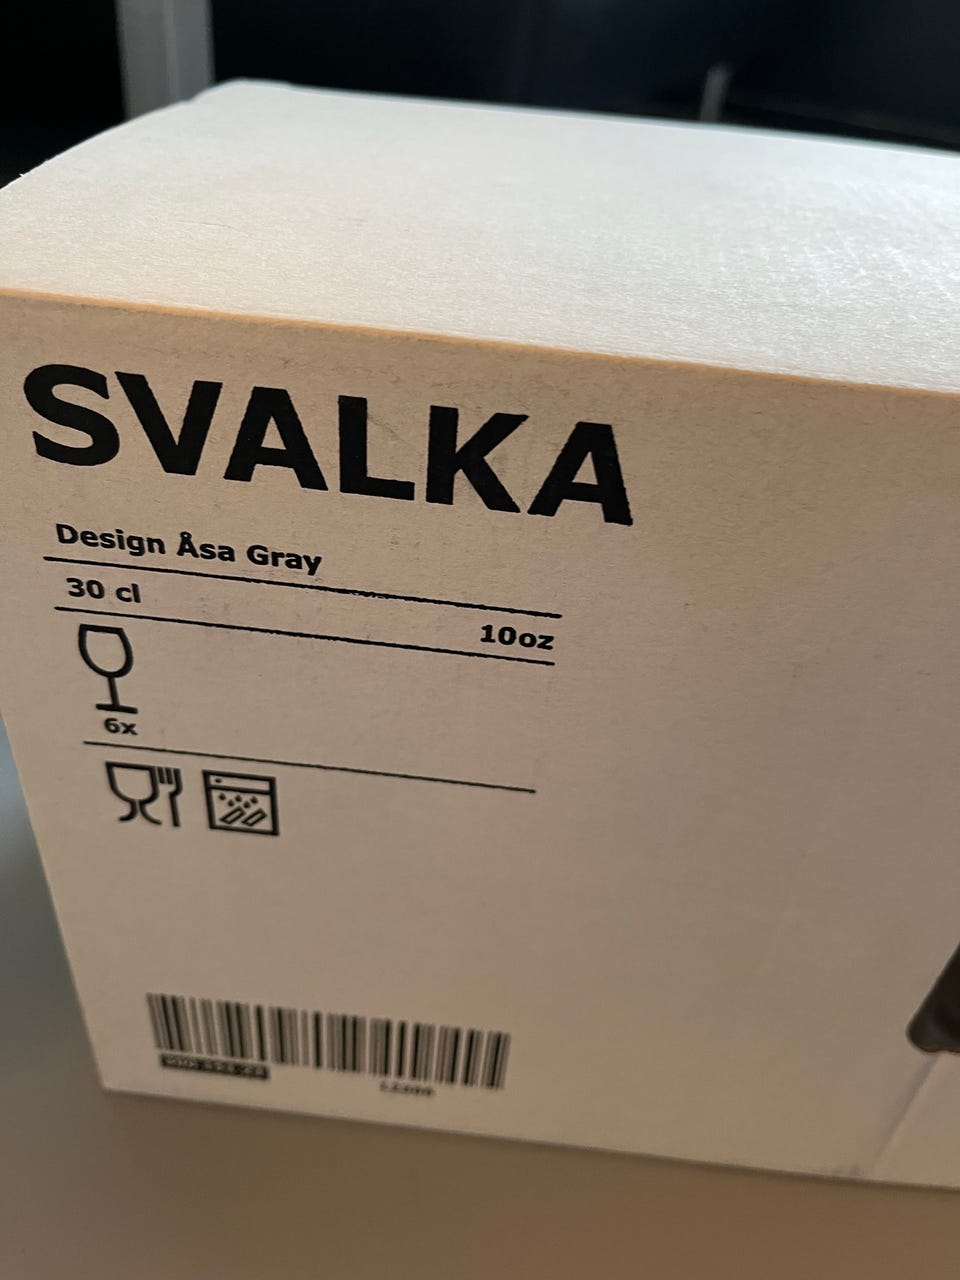 SVALKA
Design Åsa Gray
30 cl
10oz
6x